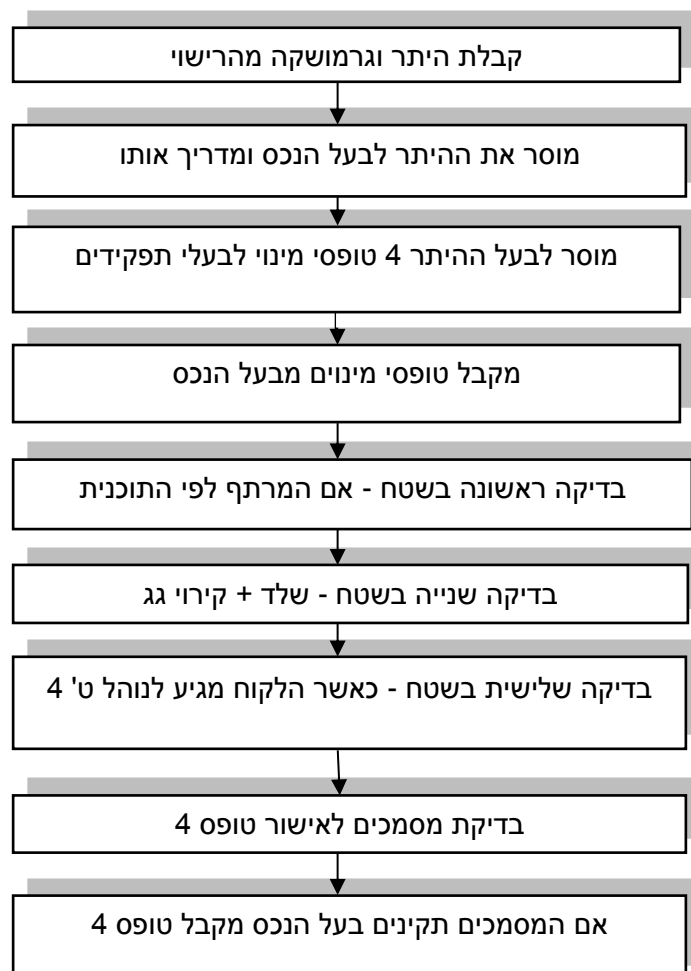 קבלת היתר וגרמושקה מהרישוי
מוסר את ההיתר לבעל הנכס ומדריך אותו
מוסר לבעל ההיתר 4 טופסי מינוי לבעלי תפקידים
מקבל טופסי מינוים מבעל הנכס
בדיקה ראשונה בשטח - אם המרתף לפי התוכנית
בדיקה שנייה בשטח - שלד + קירוי גג
בדיקה שלישית בשטח - כאשר הלקוח מגיע לנוהל ט' 4
בדיקת מסמכים לאישור טופס 4
אם המסמכים תקינים בעל הנכס מקבל טופס 4